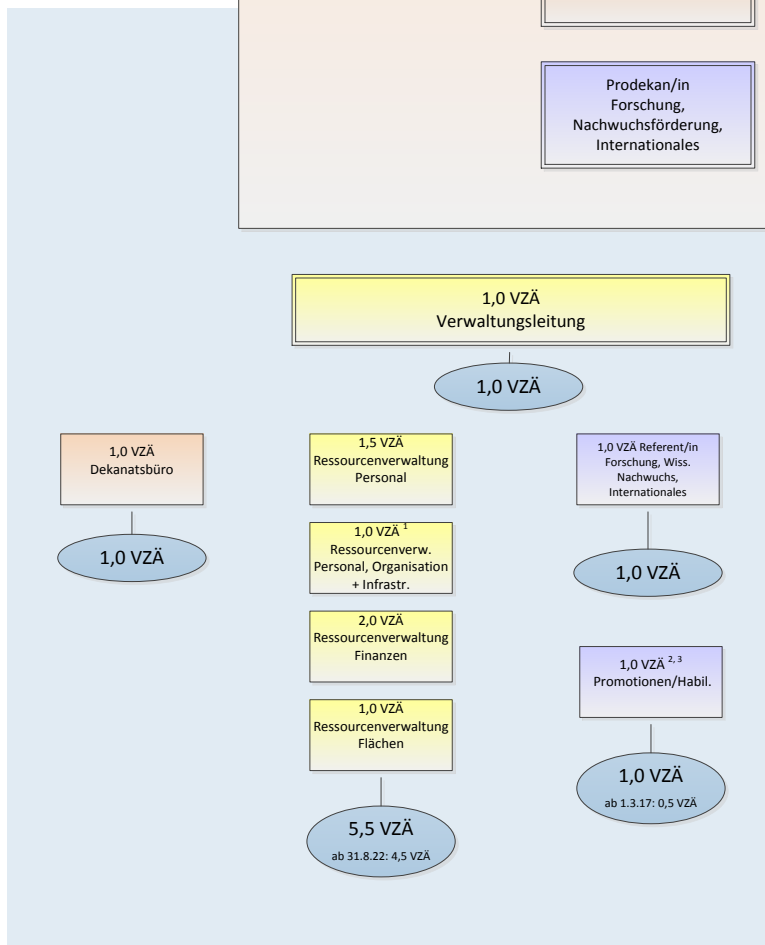 Prodekan/in
Forschung,
Nachwuchsförderung,
Internationales
1,0 VZÄ
Verwaltungsleitung
1,0 VZÄ
1,0 VZÄ
Dekanatsbüro
1,0 VZÄ
1,5 VZÄ
Ressourcenverwaltung
Personal
1,0 VZÄ 1
Ressourcenverw.
Personal, Organisation
+ Infrastr.
2,0 VZÄ
Ressourcenverwaltung
Finanzen
1,0 VZÄ
Ressourcenverwaltung
Flächen
5,5 VZÄ
ab 31.8.22: 4,5 VZÄ
1,0 VZÄ Referent/in
Forschung, Wiss.
Nachwuchs,
Internationales
1,0 VZÄ
1,0 VZÄ 2, 3
Promotionen/Habil.
1,0 VZÄ
ab 1.3.17: 0,5 VZÄ